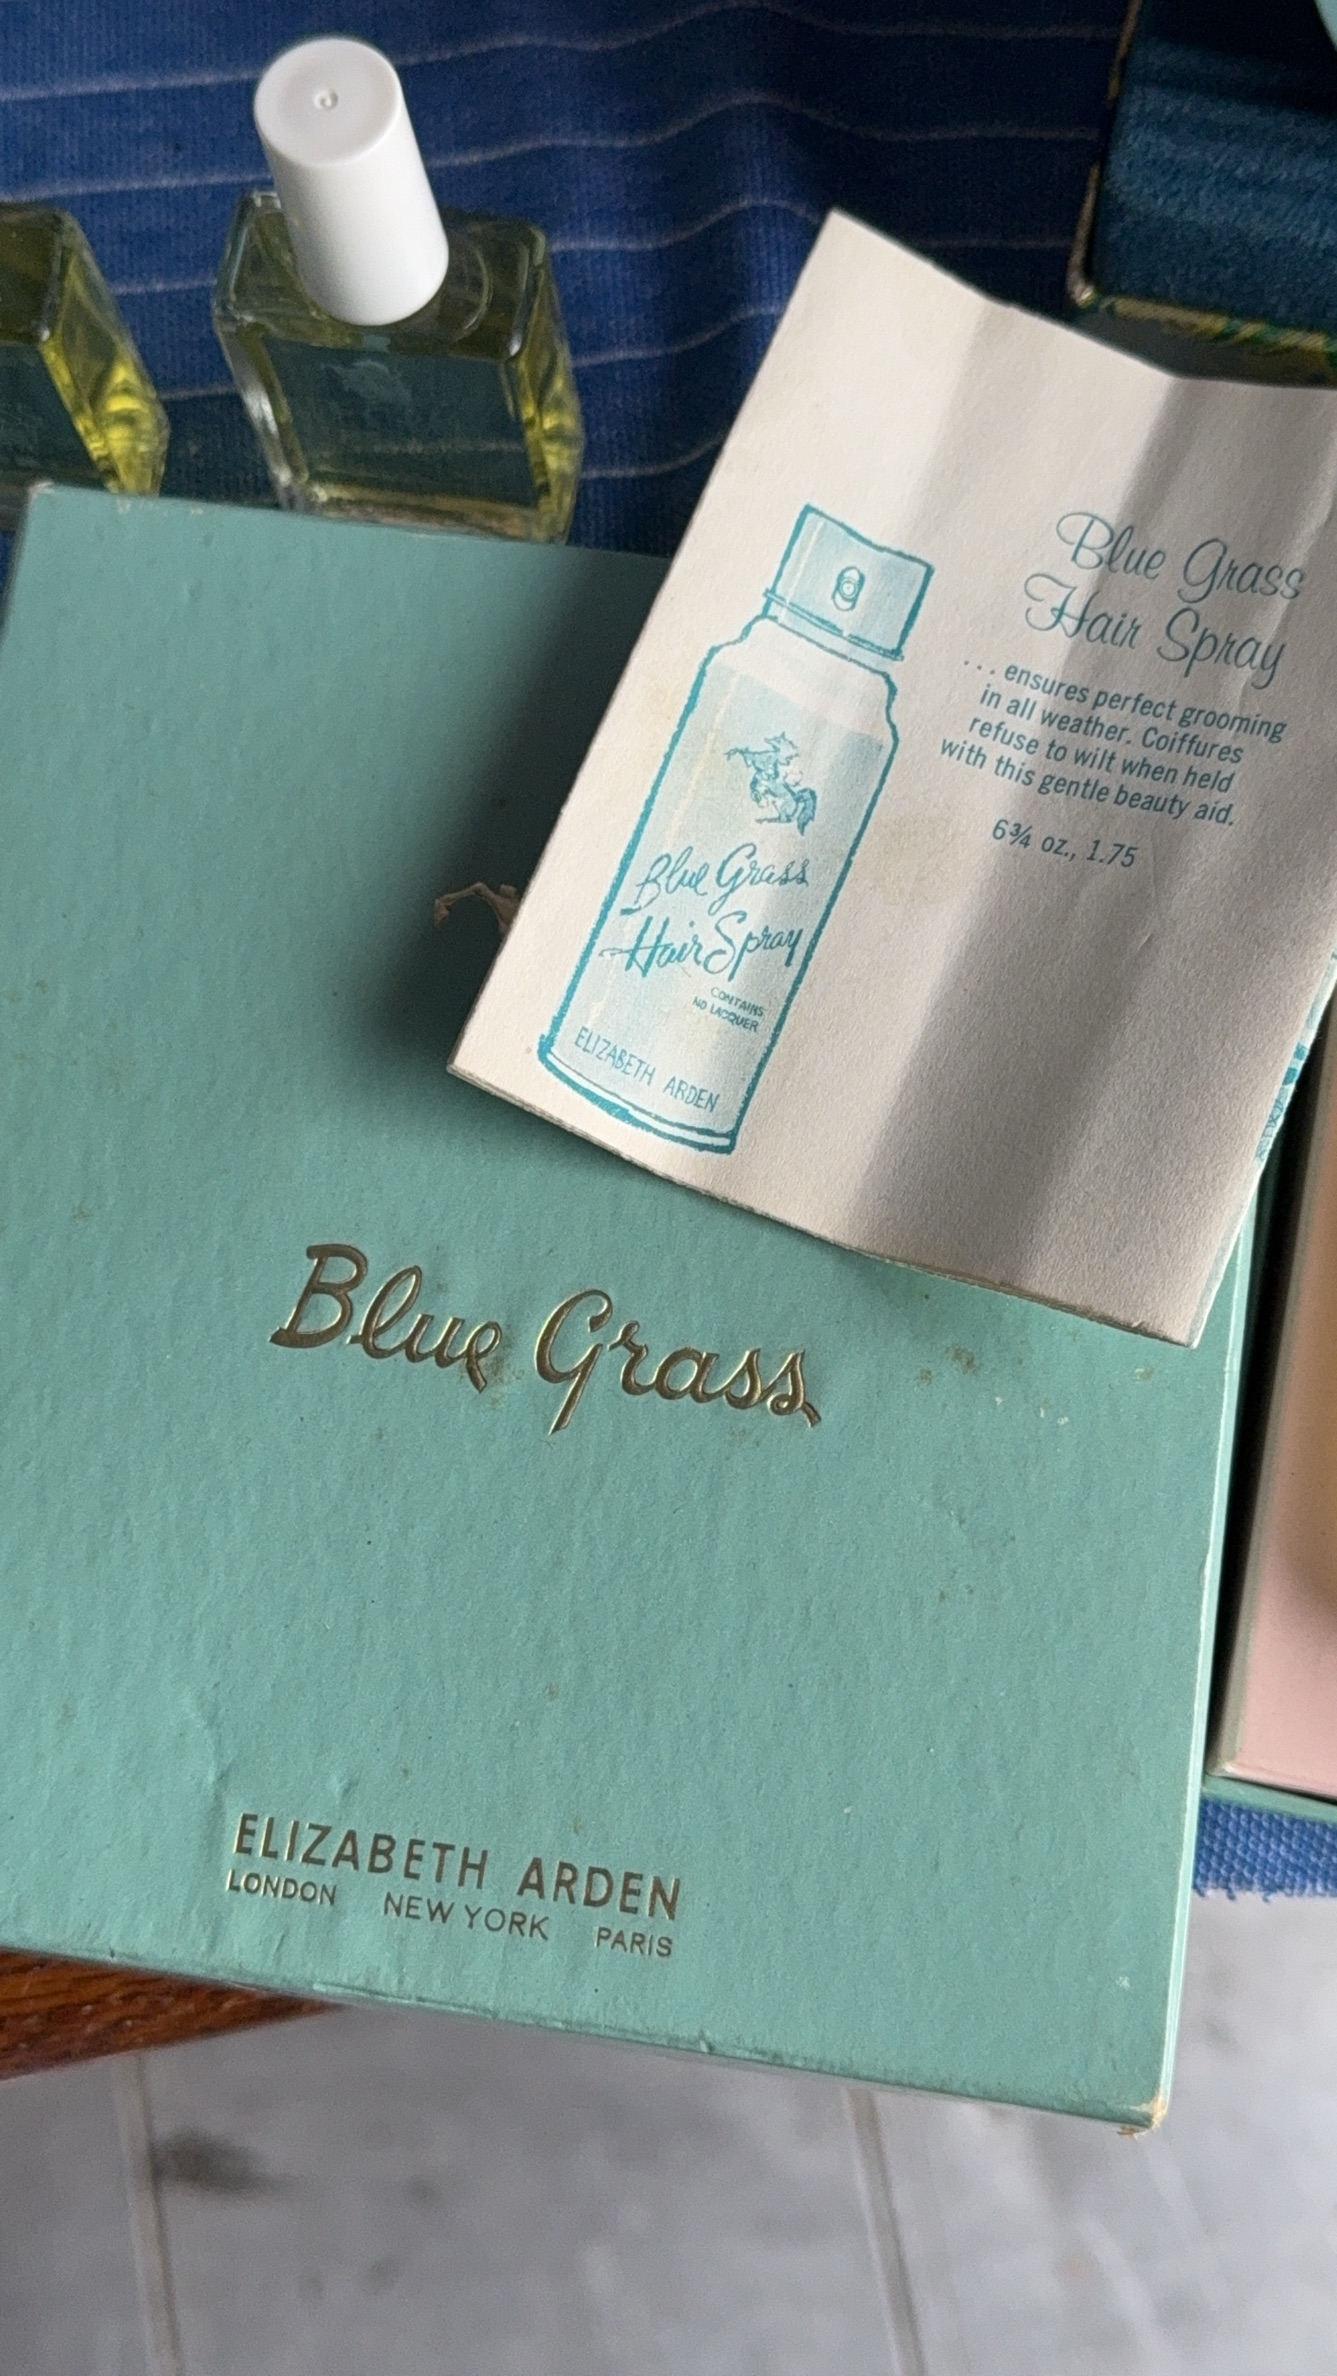 Blue Grass
Hair Spray
... ensures perfect grooming
in all weather. Coiffures
refuse to wilt when held
with this gentle beauty aid.
6¾ oz., 1.75
Blue Grass
Hair Spray
CONTAINS
NO LACQUER
ELIZABETH ARDEN
Blue Grass
ELIZABETH ARDEN
LONDON NEW YORK PARIS